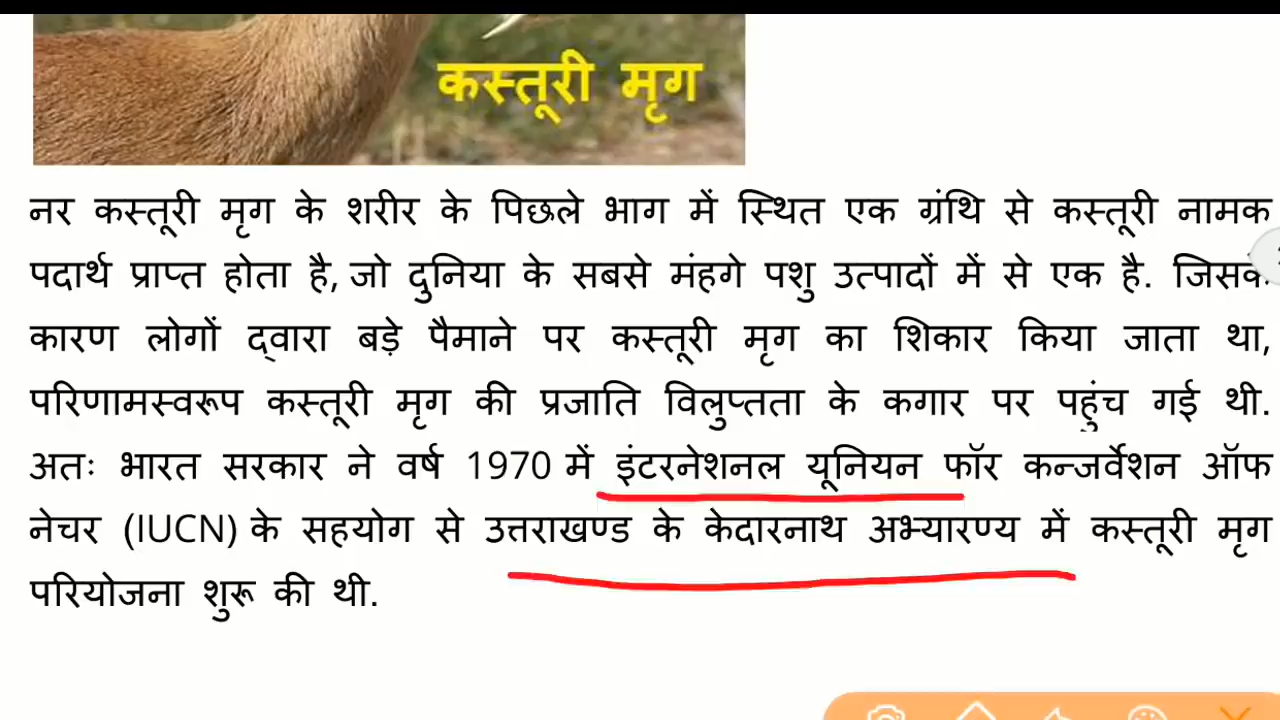 कस्तूरी मृग
नर कस्तूरी मृग के शरीर के पिछले भाग में स्थित एक ग्रंथि से कस्तूरी नामक
पदार्थ प्राप्त होता है, जो दुनिया के सबसे मंहगे पशु उत्पादों में से एक है. जिसके
कारण लोगों द्वारा बड़े पैमाने पर कस्तूरी मृग का शिकार किया जाता था,
परिणामस्वरूप कस्तूरी मृग की प्रजाति विलुप्तता के कगार पर पहुंच गई थी.
अतः भारत सरकार ने वर्ष 1970 में इंटरनेशनल यूनियन फॉर कन्जर्वेशन ऑफ
नेचर (IUCN) के सहयोग से उत्तराखण्ड के केदारनाथ अभ्यारण्य में कस्तूरी मृग
परियोजना शुरू की थी.